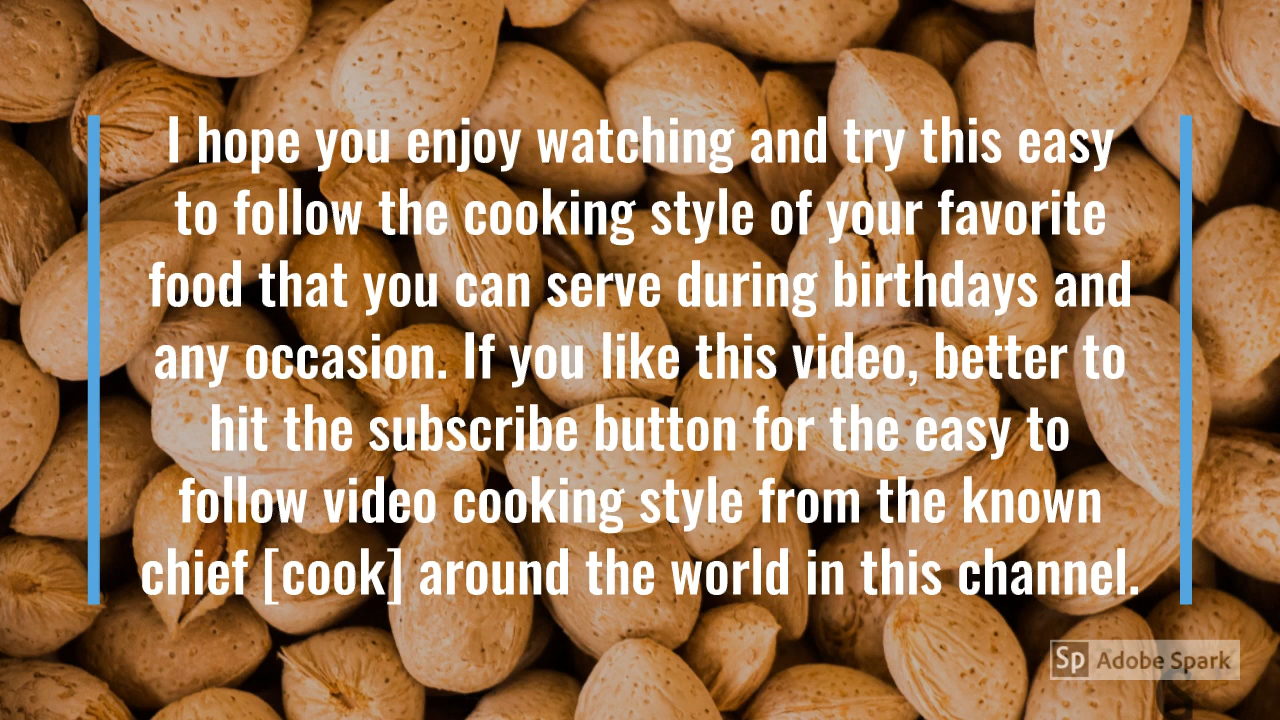 I hope you enjoy watching and try this easy
to follow the cooking style of your favorite
food that you can serve during birthdays and
any occasion. If you like this video, better to
hit the subscribe button for the easy to
follow video cooking style from the known
chief [cook] around the world in this channel.
Sp Adobe Spark